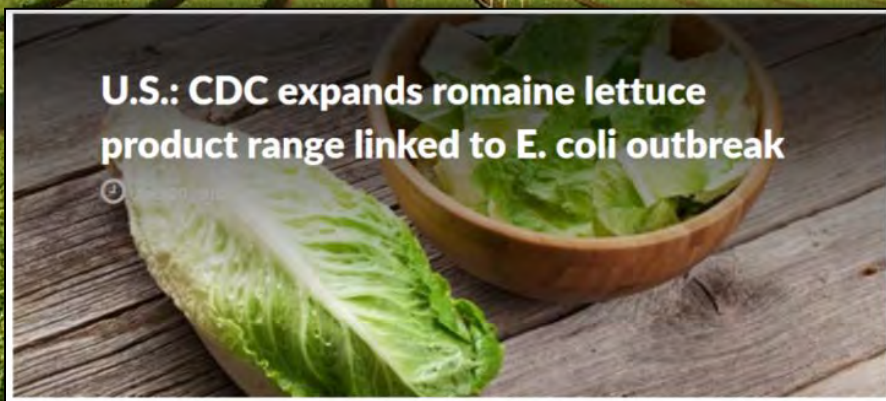 U.S.: CDC expands romaine lettuce
product range linked to E. coli outbreak